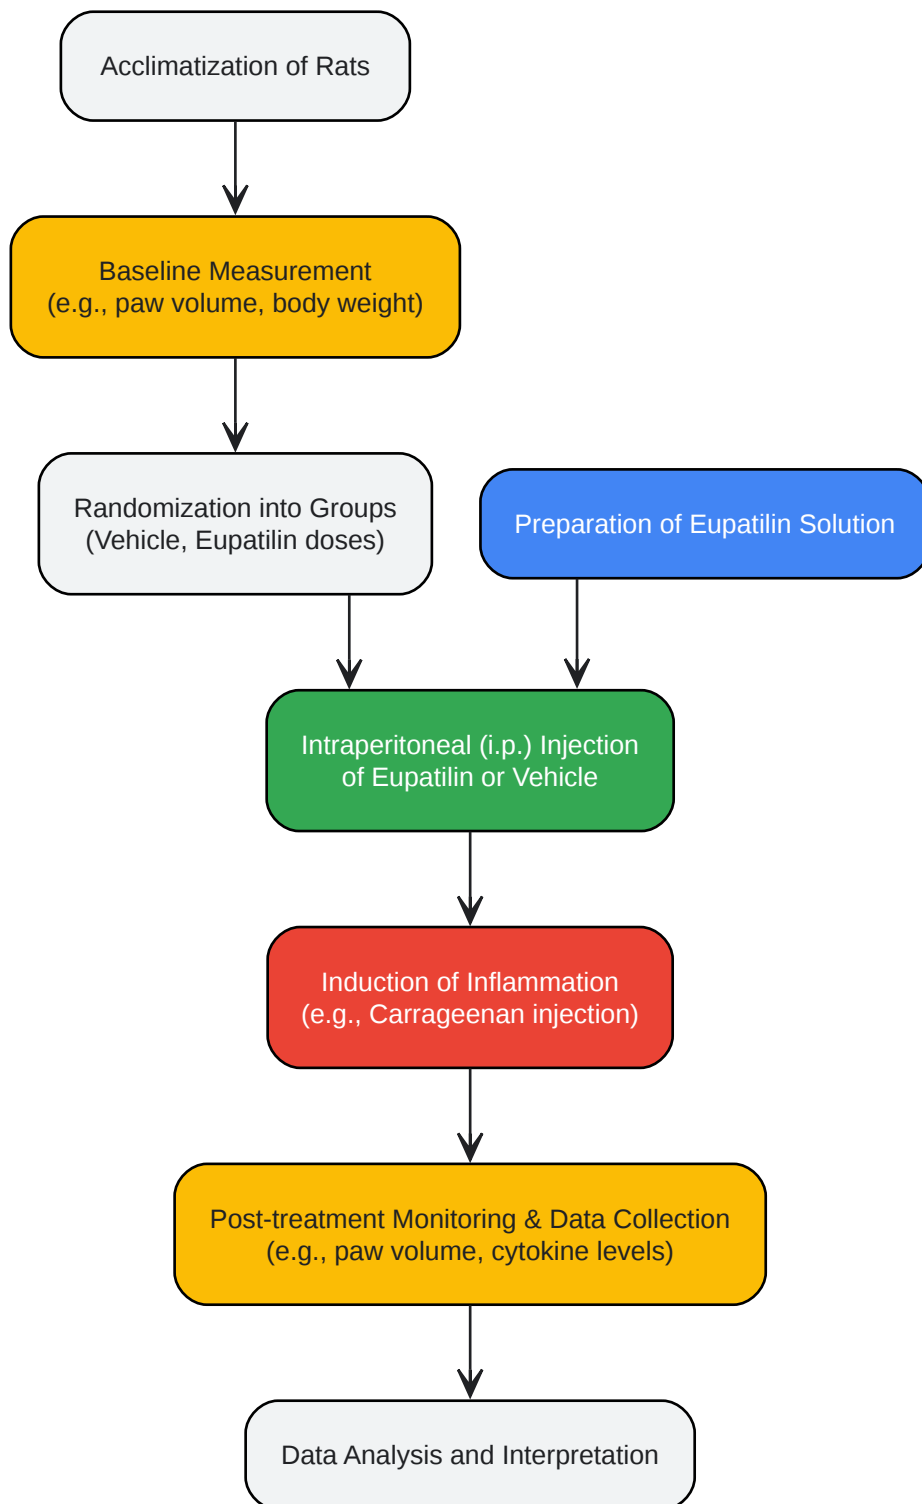 Acclimatization of Rats
Baseline Measurement
(e.g., paw volume, body weight)
Randomization into Groups
(Vehicle, Eupatilin doses)
Preparation of Eupatilin Solution
Intraperitoneal (i.p.) Injection
of Eupatilin or Vehicle
Induction of Inflammation
(e.g., Carrageenan injection)
Post-treatment Monitoring & Data Collection
(e.g., paw volume, cytokine levels)
Data Analysis and Interpretation